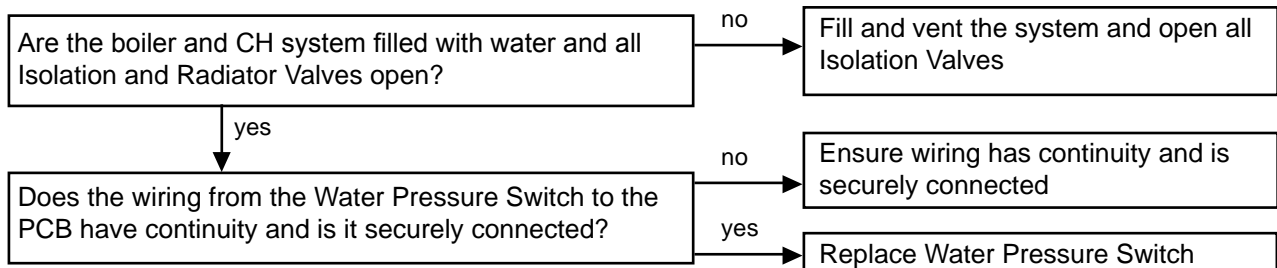 Are the boiler and CH system filled with water and all
Isolation and Radiator Valves open?
no
Fill and vent the system and open all
Isolation Valves
yes
Does the wiring from the Water Pressure Switch to the
PCB have continuity and is it securely connected?
no
Ensure wiring has continuity and is
securely connected
yes
Replace Water Pressure Switch